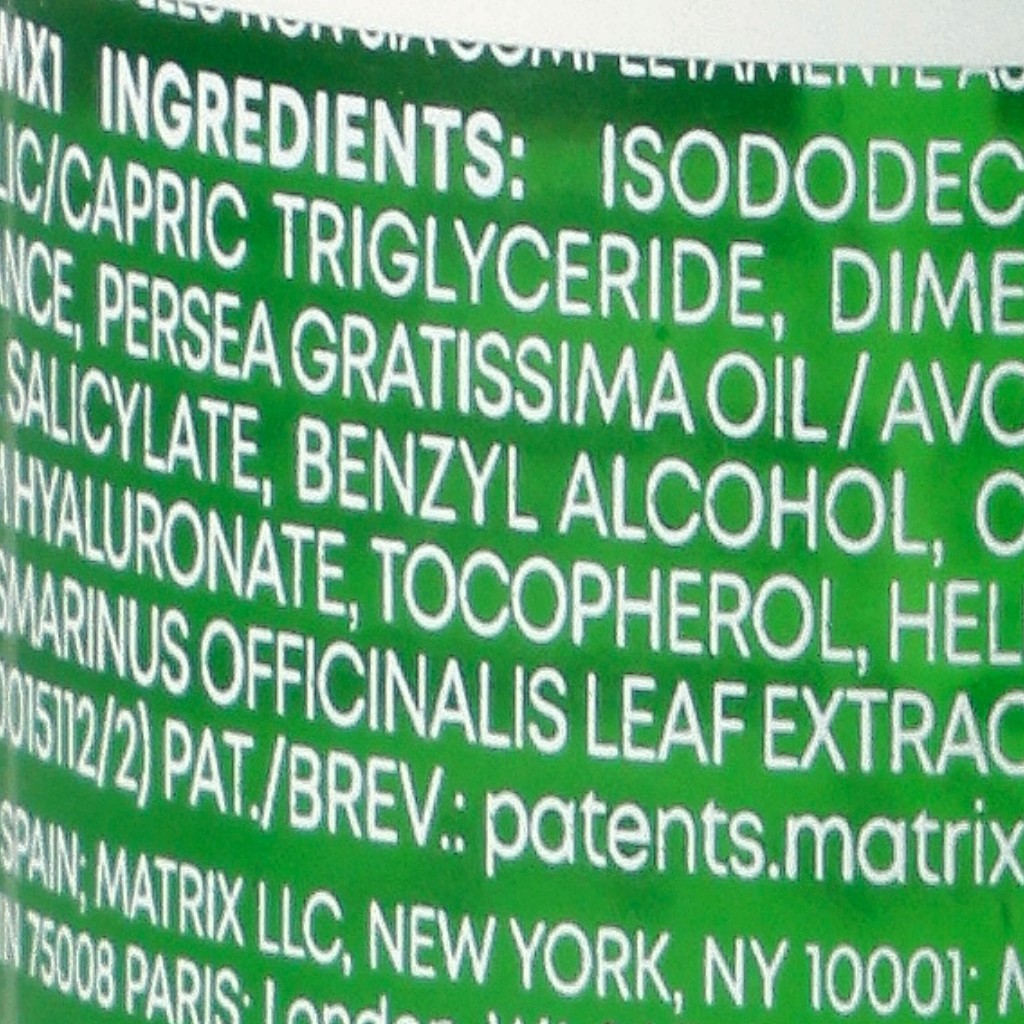 MX1 INGREDIENTS: ISODODEC
LIC/CAPRIC TRIGLYCERIDE, DIME
NCE, PERSEA GRATISSIMA OIL / AVO
SALICYLATE, BENZYL ALCOHOL,
HYALURONATE, TOCOPHEROL, HEL
SMARINUS OFFICINALIS LEAF EXTRAC
0015112/2) PAT./BREV.: patents.matrix
SPAIN; MATRIX LLC, NEW YORK, NY 10001;
75008 PARIS; London,